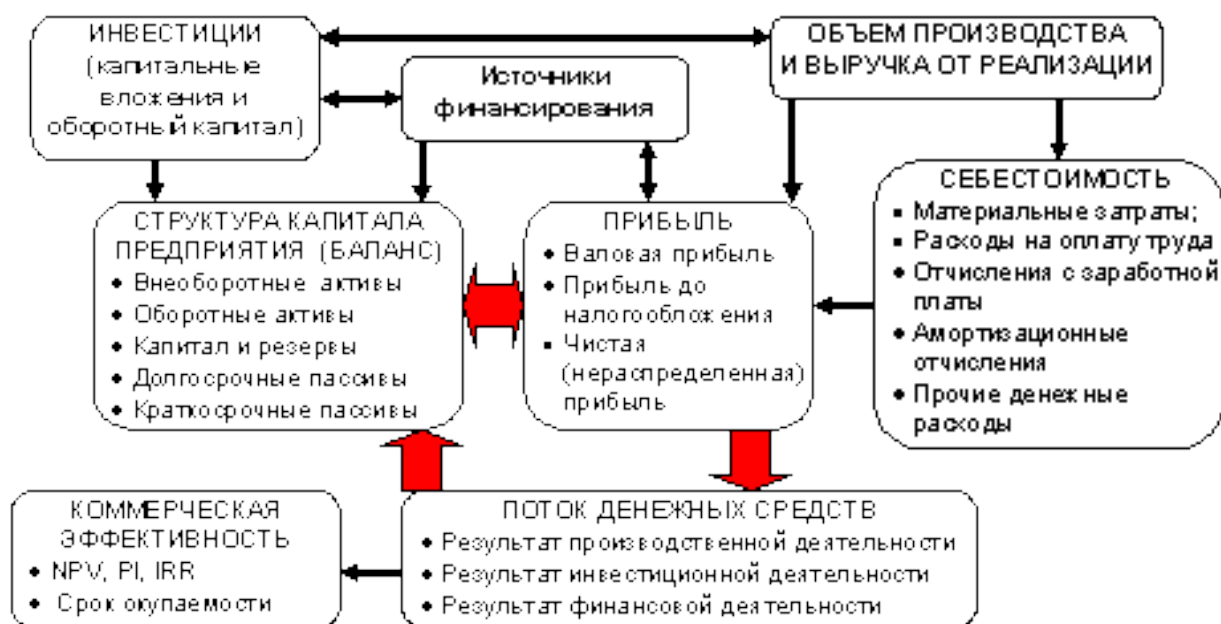 ИНВЕСТИЦИИ
(капитальные
вложения и
оборотный капитал)
Источники
финансирования
ОБЪЕМ ПРОИЗВОДСТВА
И ВЫРУЧКА ОТ РЕАЛИЗАЦИИ
СТРУКТУРА КАПИТАЛА
ПРЕДПРИЯТИЯ (БАЛАНС)
• Внеоборотные активы
• Оборотные активы
• Капитал и резервы
• Долгосрочные пассивы
• Краткосрочные пассивы
ПРИБЫЛЬ
• Валовая прибыль
• Прибыль до
налогообложения
▪ Чистая
(нераспределенная)
прибыль
СЕБЕСТОИМОСТЬ
▪ Материальные затраты;
▪ Расходы на оплату труда
• Отчисления с заработной
платы
• Амортизационные
отчисления
• Прочие денежные
расходы
КОММЕРЧЕСКАЯ
ЭФФЕКТИВНОСТЬ
• NPV, PI, IRR
• Срок окупаемости
ПОТОК ДЕНЕЖНЫХ СРЕДСТВ
• Результат производственной деятельности
• Результат инвестиционной деятельности
• Результат финансовой деятельности